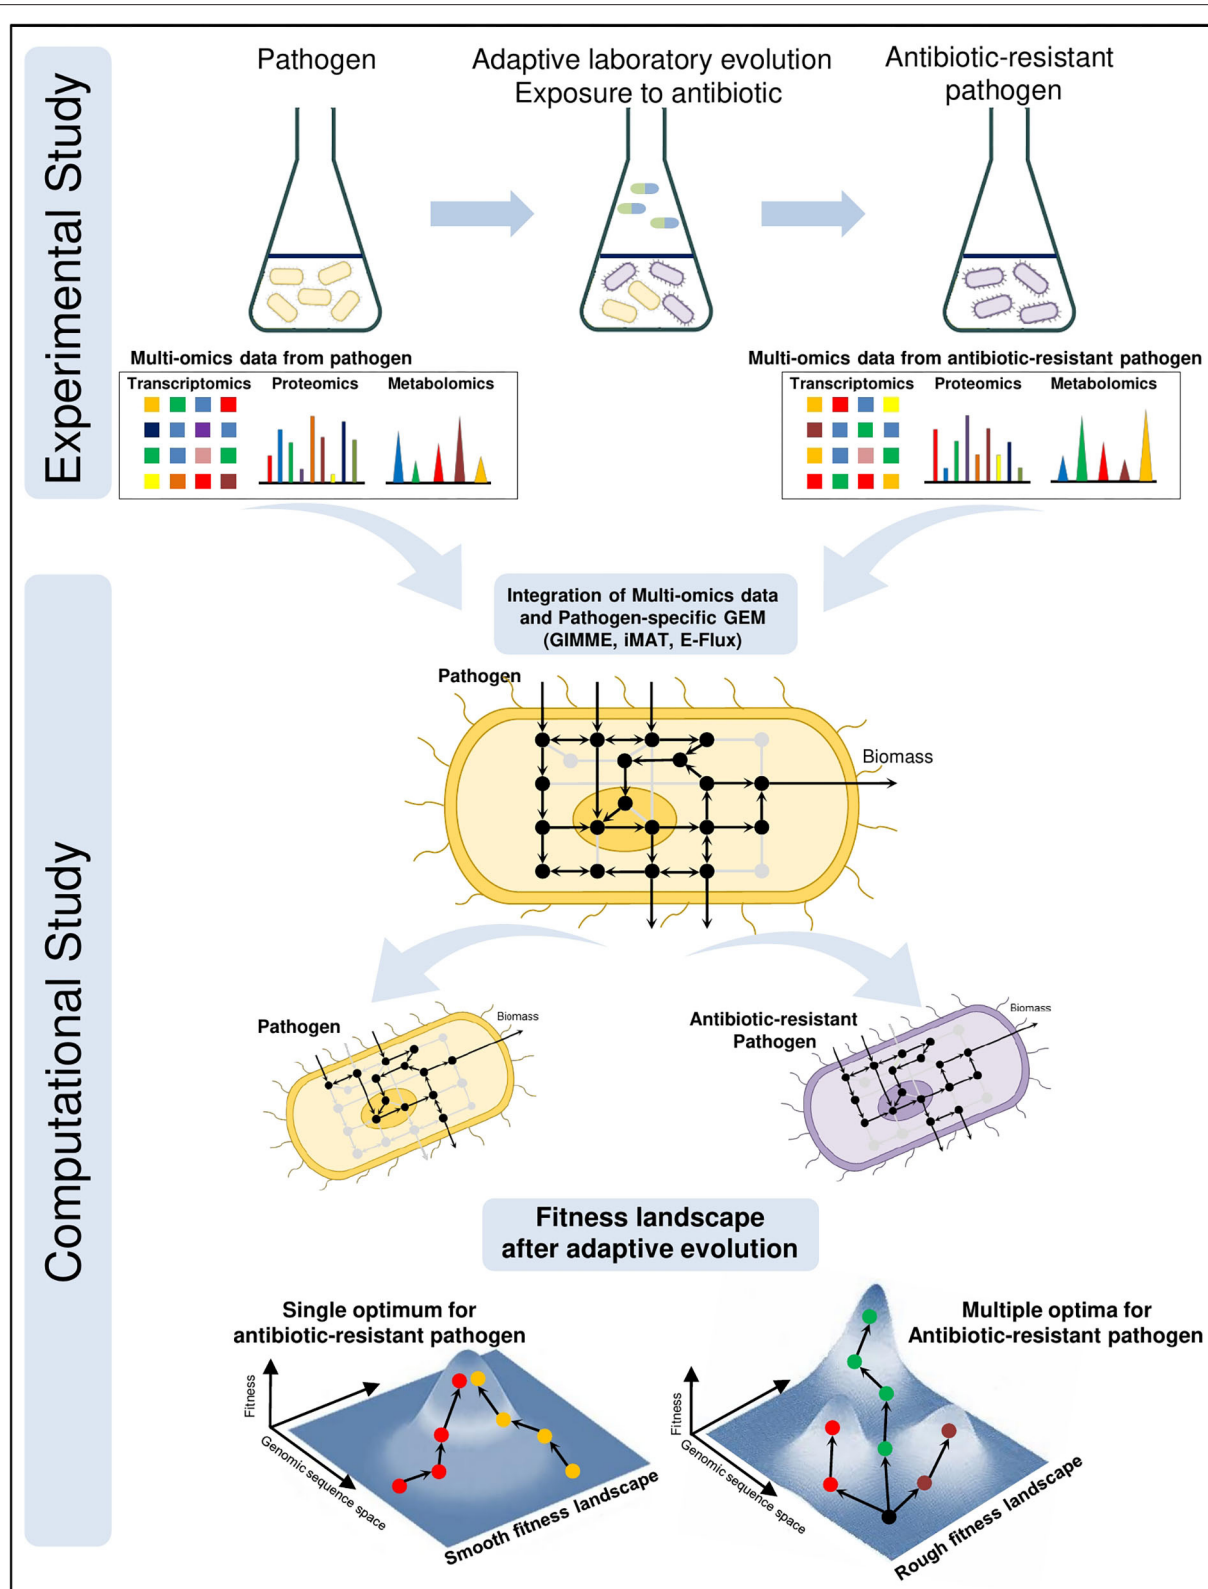 Experimental Study
Pathogen
Adaptive laboratory evolution
Exposure to antibiotic
Antibiotic-resistant
pathogen
Multi-omics data from pathogen
Transcriptomics
Proteomics
Metabolomics
Multi-omics data from antibiotic-resistant pathogen
Transcriptomics
Proteomics
Metabolomics
Computational Study
Integration of Multi-omics data
and Pathogen-specific GEM
(GIMME, iMAT, E-Flux)
Pathogen
Biomass
Pathogen
Biomass
Antibiotic-resistant
Pathogen
Biomass
Fitness landscape
after adaptive evolution
Single optimum for
antibiotic-resistant pathogen
Fitness
Genomic sequence space
Smooth fitness landscape
Multiple optima for
Antibiotic-resistant pathogen
Fitness
Genomic sequence space
Rough fitness landscape